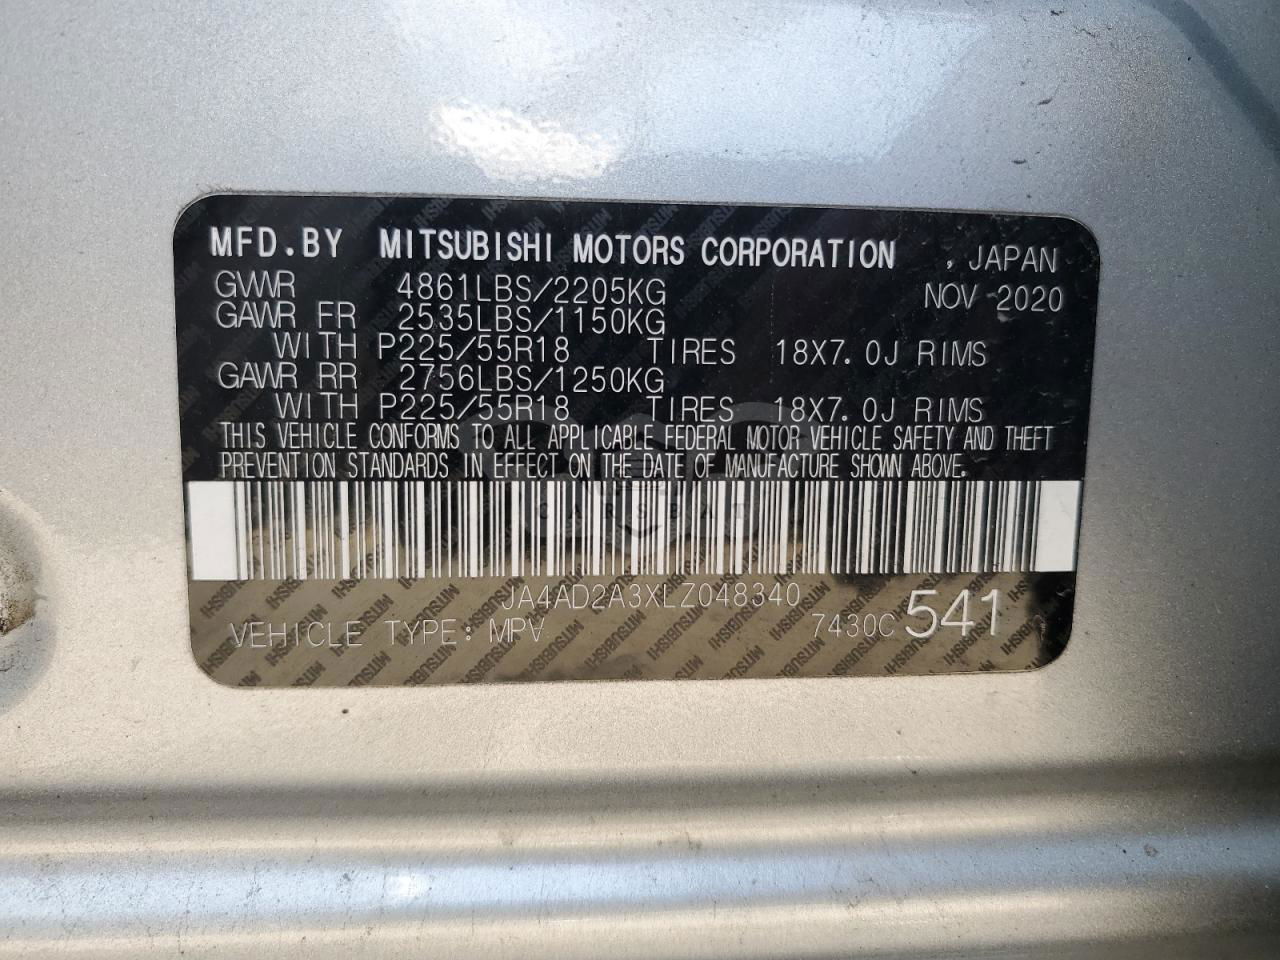 MFD.BY MITSUBISHI MOTORS CORPORATION , JAPAN
GVWR 4861LBS/2205KG NOV 2020
GAWR FR 2535LBS/1150KG
WITH P225/55R18 TIRES 18X7.0J RIMS
GAWR RR 2756LBS/1250KG
WITH P225/55R18 TIRES 18X7.0J RIMS
THIS VEHICLE CONFORMS TO ALL APPLICABLE FEDERAL MOTOR VEHICLE SAFETY AND THEFT
PREVENTION STANDARDS IN EFFECT ON THE DATE OF MANUFACTURE SHOWN ABOVE.
CARSBAT
JA4AD2A3XLZ048340
VEHICLE TYPE: MPV 7430C 541